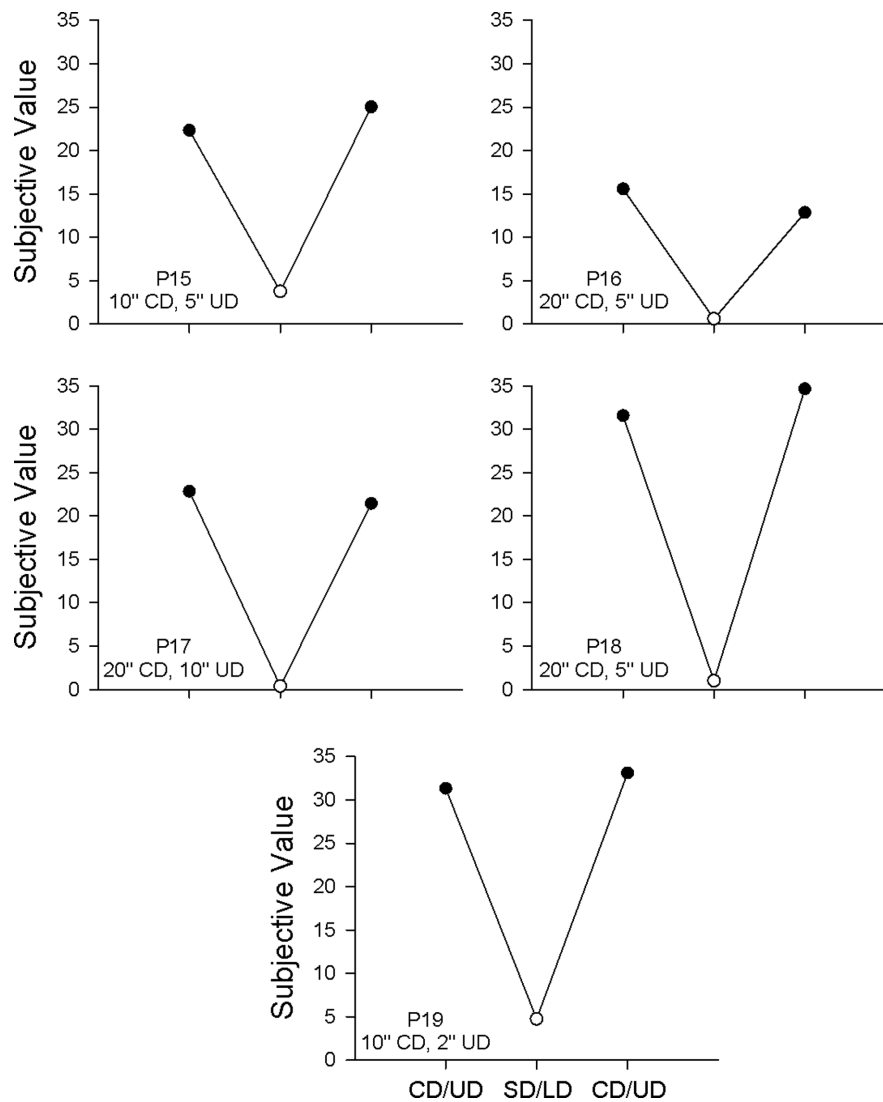 35
30
25
20
15
10
5
0
Subjective Value
P15
10" CD, 5" UD
35
30
25
20
15
10
5
0
P16
20" CD, 5" UD
35
30
25
20
15
10
5
0
Subjective Value
P17
20" CD, 10" UD
35
30
25
20
15
10
5
0
P18
20" CD, 5" UD
35
30
25
20
15
10
5
0
Subjective Value
P19
10" CD, 2" UD
CD/UD SD/LD CD/UD